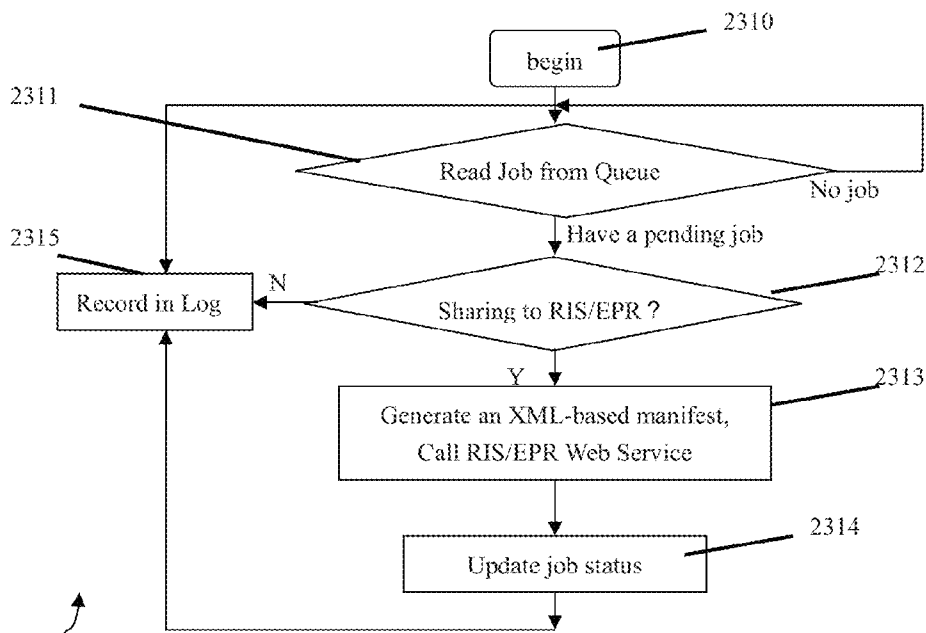 2310
begin
2311
Read Job from Queue
No job
Have a pending job
2315
2312
Record in Log
N
Sharing to RIS/EPR ?
Y
2313
Generate an XML-based manifest,
Call RIS/EPR Web Service
2314
Update job status